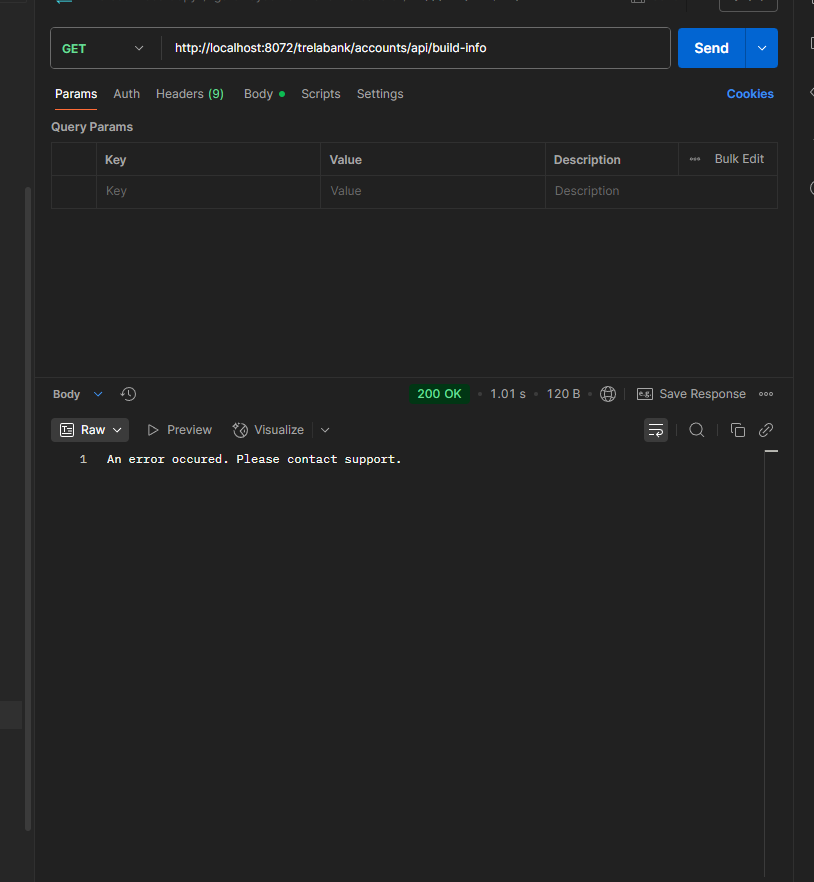 GET
http://localhost:8072/trelabank/accounts/api/build-info
Send
Params Auth Headers (9) Body Scripts Settings Cookies
Query Params
Key Value Description ••• Bulk Edit
Key Value Description
Body 200 OK • 1.01 s • 120 B • e.g. Save Response •••
Raw Preview Visualize
1 An error occured. Please contact support.